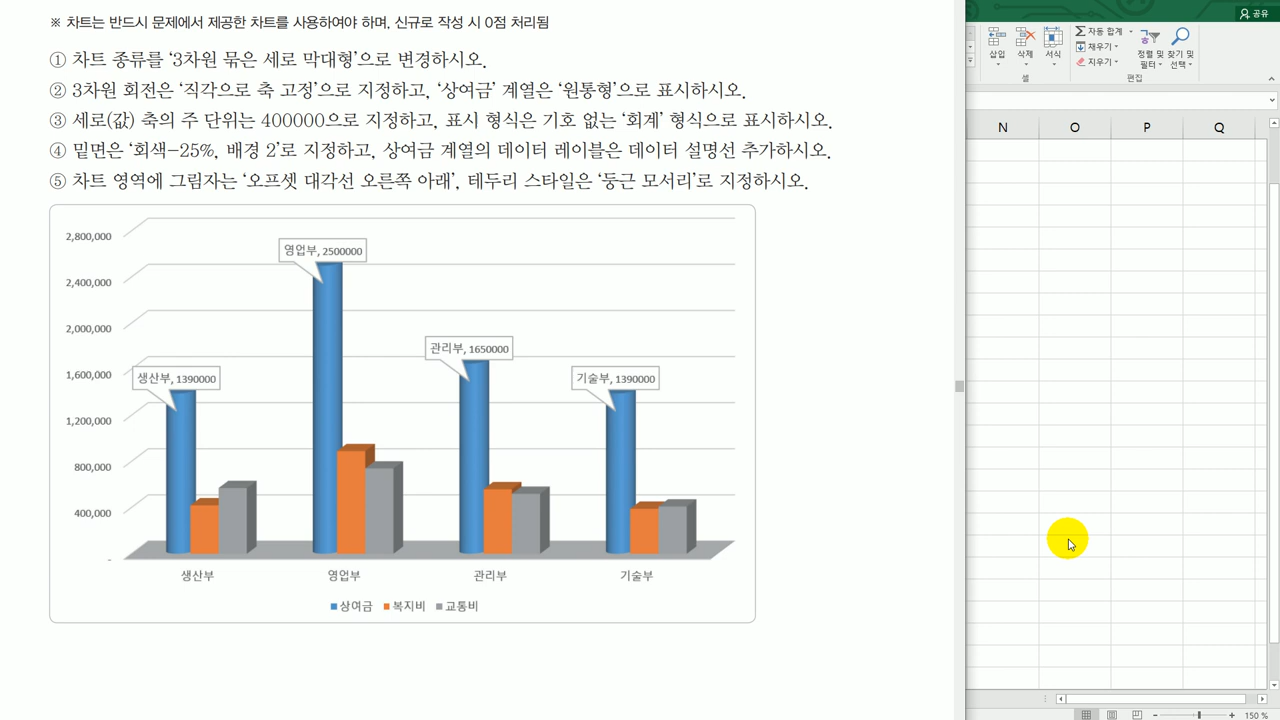 ※ 차트는 반드시 문제에서 제공한 차트를 사용하여야 하며, 신규로 작성 시 0점 처리됨
① 차트 종류를 ‘3차원 묶은 세로 막대형’으로 변경하시오.
② 3차원 회전은 ‘직각으로 축 고정’으로 지정하고, ‘상여금’ 계열은 ‘원통형’으로 표시하시오.
③ 세로(값) 축의 주 단위는 400000으로 지정하고, 표시 형식은 기호 없는 ‘회계’ 형식으로 표시하시오.
④ 밑면은 ‘회색-25%, 배경 2’로 지정하고, 상여금 계열의 데이터 레이블은 데이터 설명선 추가하시오.
⑤ 차트 영역에 그림자는 ‘오프셋 대각선 오른쪽 아래’, 테두리 스타일은 ‘둥근 모서리’로 지정하시오.
2,800,000
2,400,000
2,000,000
1,600,000
1,200,000
800,000
400,000
-
생산부, 1390000
영업부, 2500000
관리부, 1650000
기술부, 1390000
생산부 영업부 관리부 기술부
상여금 복지비 교통비
공유
삽입 삭제 서식
셀
자동 합계
채우기
지우기
정렬 및 필터
찾기 및 선택
편집
N O P Q
150 %